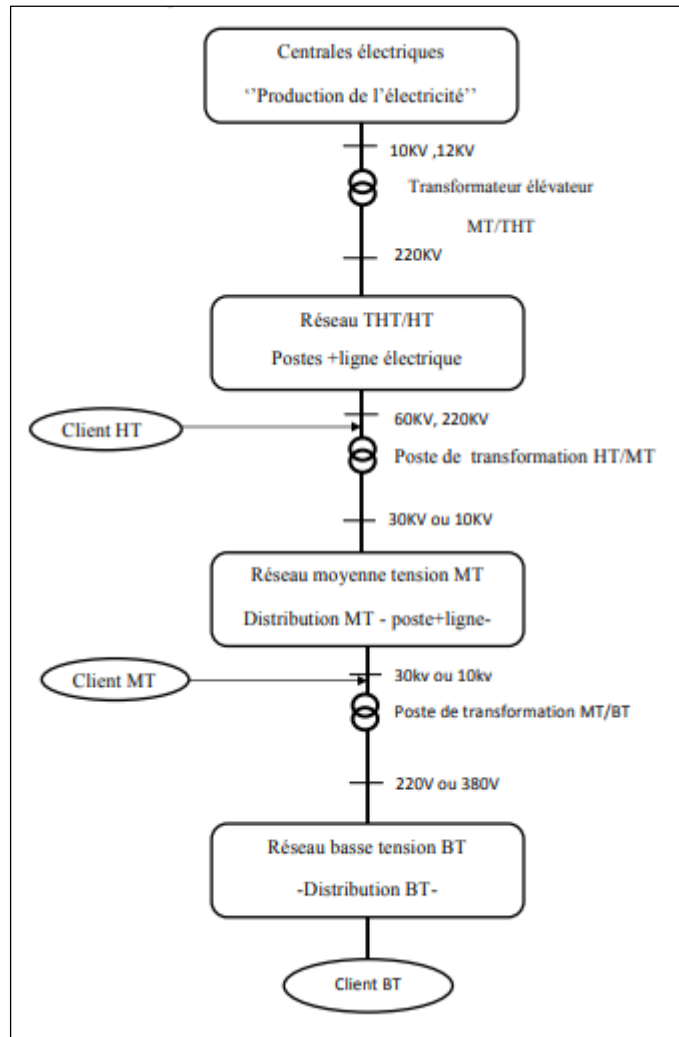 Centrales électriques
‘’Production de l’électricité’’
10KV ,12KV
Transformateur élévateur
MT/THT
220KV
Réseau THT/HT
Postes +ligne électrique
60KV, 220KV
Client HT
Poste de transformation HT/MT
30KV ou 10KV
Réseau moyenne tension MT
Distribution MT - poste+ligne-
30kv ou 10kv
Client MT
Poste de transformation MT/BT
220V ou 380V
Réseau basse tension BT
-Distribution BT-
Client BT